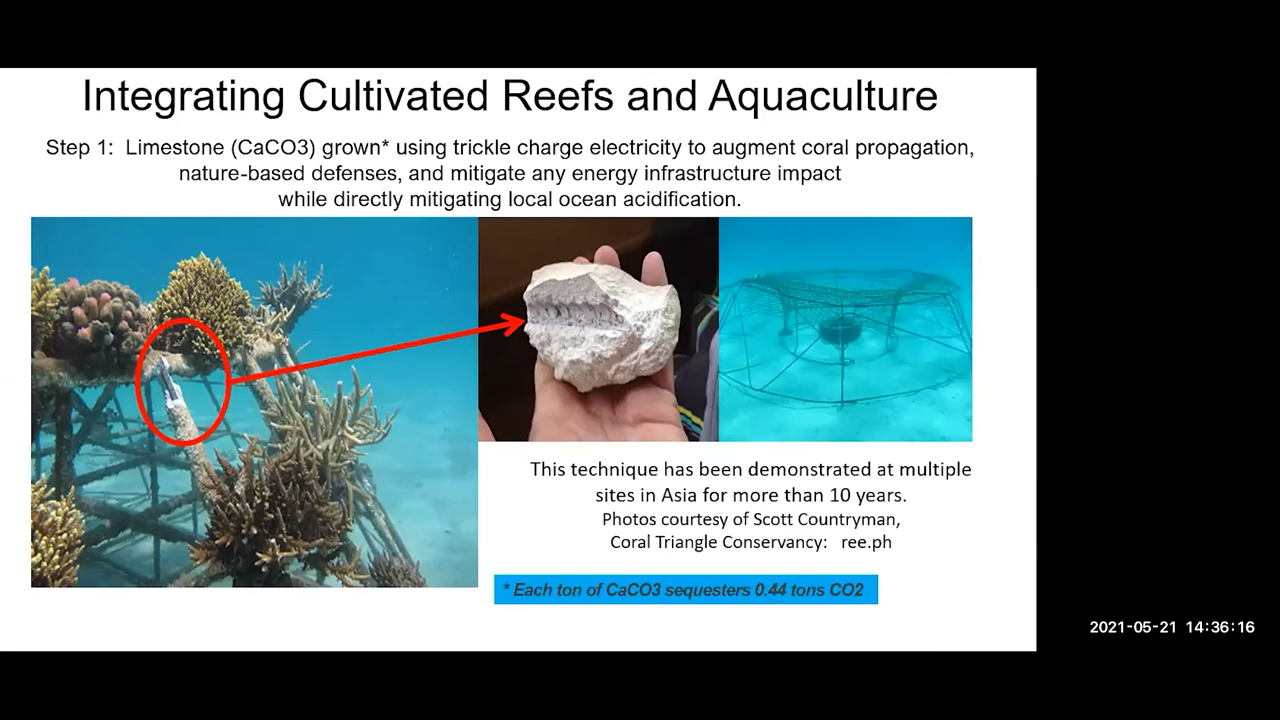 Integrating Cultivated Reefs and Aquaculture
Step 1: Limestone (CaCO3) grown* using trickle charge electricity to augment coral propagation,
nature-based defenses, and mitigate any energy infrastructure impact
while directly mitigating local ocean acidification.
This technique has been demonstrated at multiple
sites in Asia for more than 10 years.
Photos courtesy of Scott Countryman,
Coral Triangle Conservancy: ree.ph
* Each ton of CaCO3 sequesters 0.44 tons CO2
2021-05-21 14:36:16